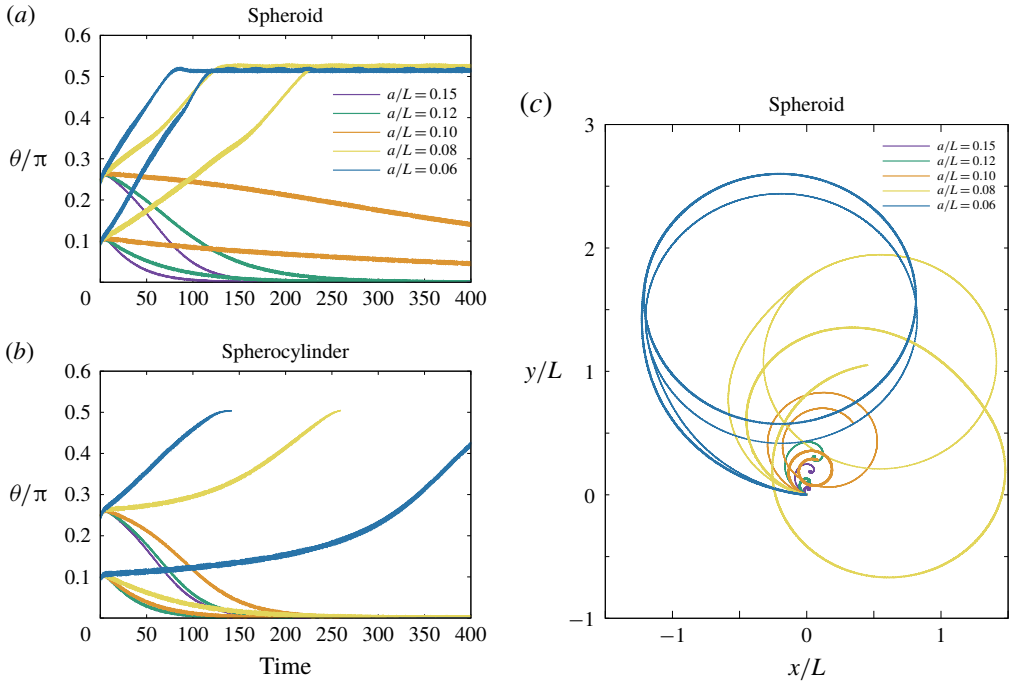 (a)
Spheroid
0.6
0.5
0.4
θ/π 0.3
0.2
0.1
0 50 100 150 200 250 300 350 400
a/L = 0.15
a/L = 0.12
a/L = 0.10
a/L = 0.08
a/L = 0.06
(b)
Spherocylinder
0.6
0.5
0.4
θ/π 0.3
0.2
0.1
0 50 100 150 200 250 300 350 400
Time
(c)
Spheroid
3
2
y/L 1
0
−1
−1 0 1
x/L
a/L = 0.15
a/L = 0.12
a/L = 0.10
a/L = 0.08
a/L = 0.06